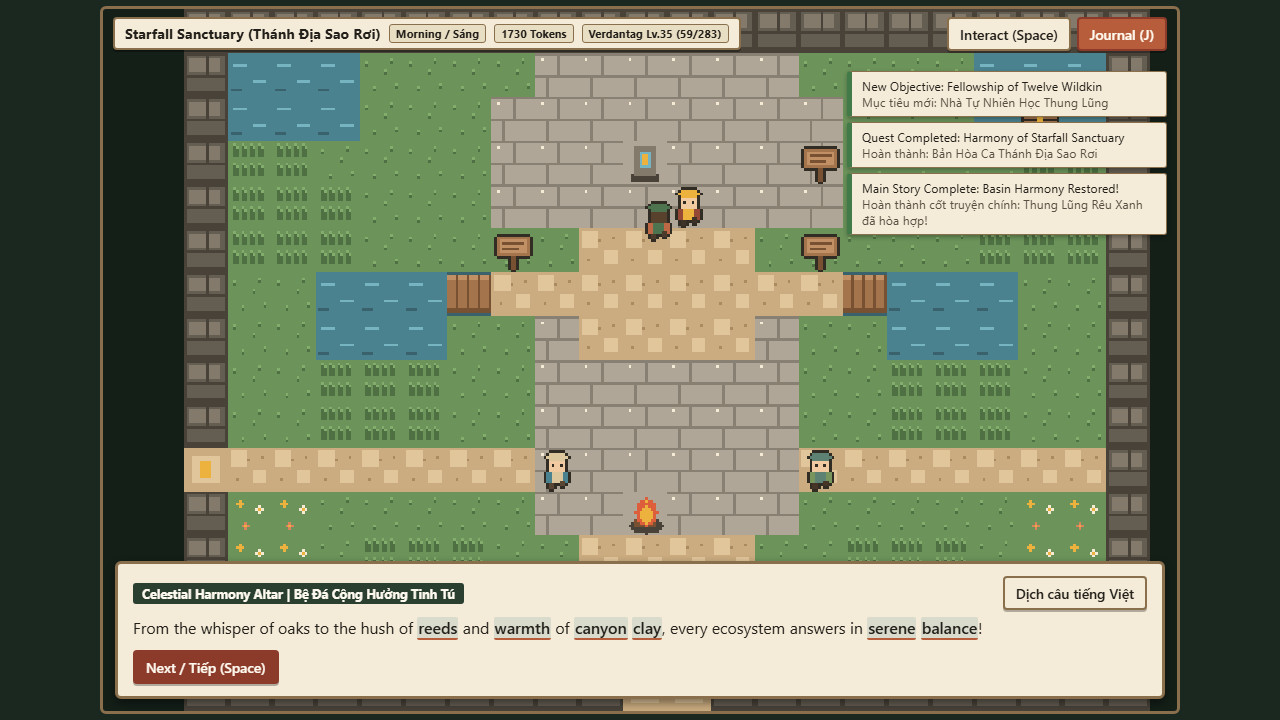 Starfall Sanctuary (Thánh Địa Sao Rơi)
Morning / Sáng
1730 Tokens
Verdantag Lv.35 (59/283)
Interact (Space)
Journal (J)
New Objective: Fellowship of Twelve Wildkin
Mục tiêu mới: Nhà Tự Nhiên Học Thung Lũng
Quest Completed: Harmony of Starfall Sanctuary
Hoàn thành: Bản Hòa Ca Thánh Địa Sao Rơi
Main Story Complete: Basin Harmony Restored!
Hoàn thành cốt truyện chính: Thung Lũng Rêu Xanh
đã hòa hợp!
Celestial Harmony Altar | Bệ Đá Cộng Hưởng Tinh Tú
Dịch câu tiếng Việt
From the whisper of oaks to the hush of reeds and warmth of canyon clay, every ecosystem answers in serene balance!
Next / Tiếp (Space)